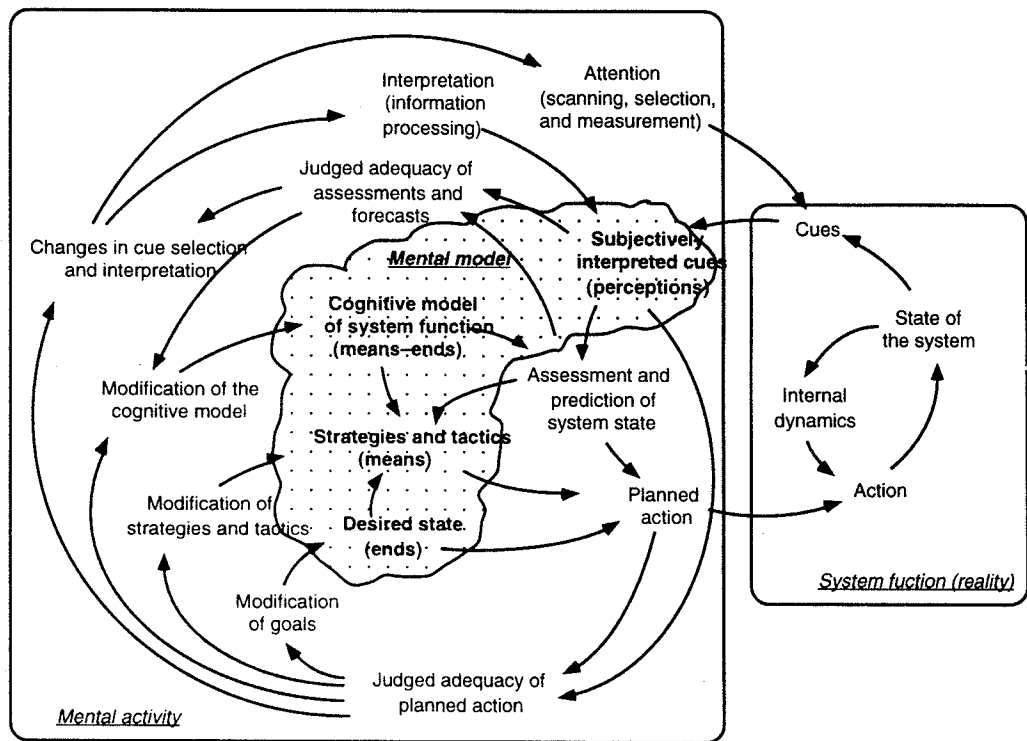 Attention
(scanning, selection,
and measurement)
Interpretation
(information
processing)
Judged adequacy of
assessments and
forecasts
Changes in cue selection
and interpretation
Mental model
Subjectively
interpreted cues
(perceptions)
Cues
Cognitive model
of system function
(means–ends)
State of
the system
Modification of the
cognitive model
Assessment and
prediction of
system state
Internal
dynamics
Strategies and tactics
(means)
Modification of
strategies and tactics
Planned
action
Action
Desired state
(ends)
System fuction (reality)
Modification
of goals
Judged adequacy of
planned action
Mental activity